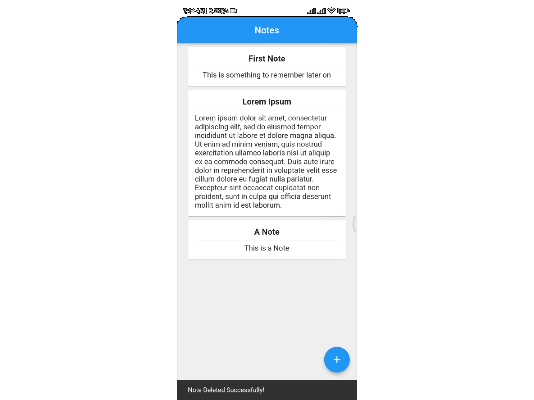 Notes
First Note
This is something to remember later on
Lorem Ipsum
Lorem ipsum dolor sit amet, consectetur
adipiscing elit, sed do eiusmod tempor
incididunt ut labore et dolore magna aliqua.
Ut enim ad minim veniam, quis nostrud
exercitation ullamco laboris nisi ut aliquip
ex ea commodo consequat. Duis aute irure
dolor in reprehenderit in voluptate velit esse
cillum dolore eu fugiat nulla pariatur.
Excepteur sint occaecat cupidatat non
proident, sunt in culpa qui officia deserunt
mollit anim id est laborum.
A Note
This is a Note
+
Note Deleted Successfully!